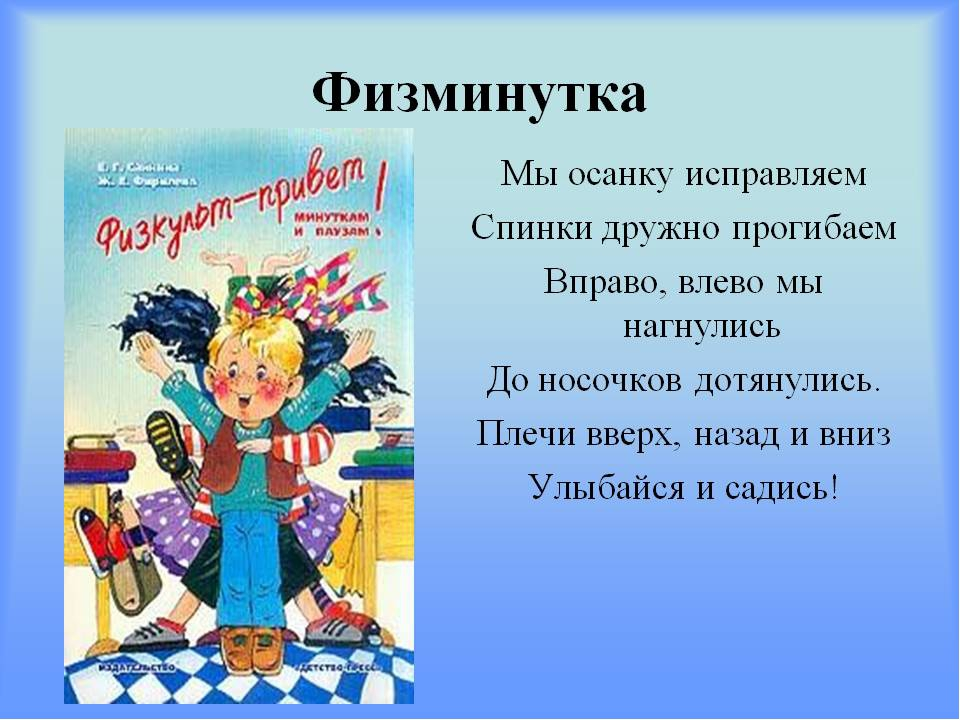 Физминутка
Е. Г. Сайкина
Ж. Е. Фирилева
Физкульт-привет
МИНУТКАМ
И ПАУЗАМ !
Мы осанку исправляем
Спинки дружно прогибаем
Вправо, влево мы
нагнулись
До носочков дотянулись.
Плечи вверх, назад и вниз
Улыбайся и садись!
ИЗДАТЕЛЬСТВО «ДЕТСТВО-ПРЕСС»